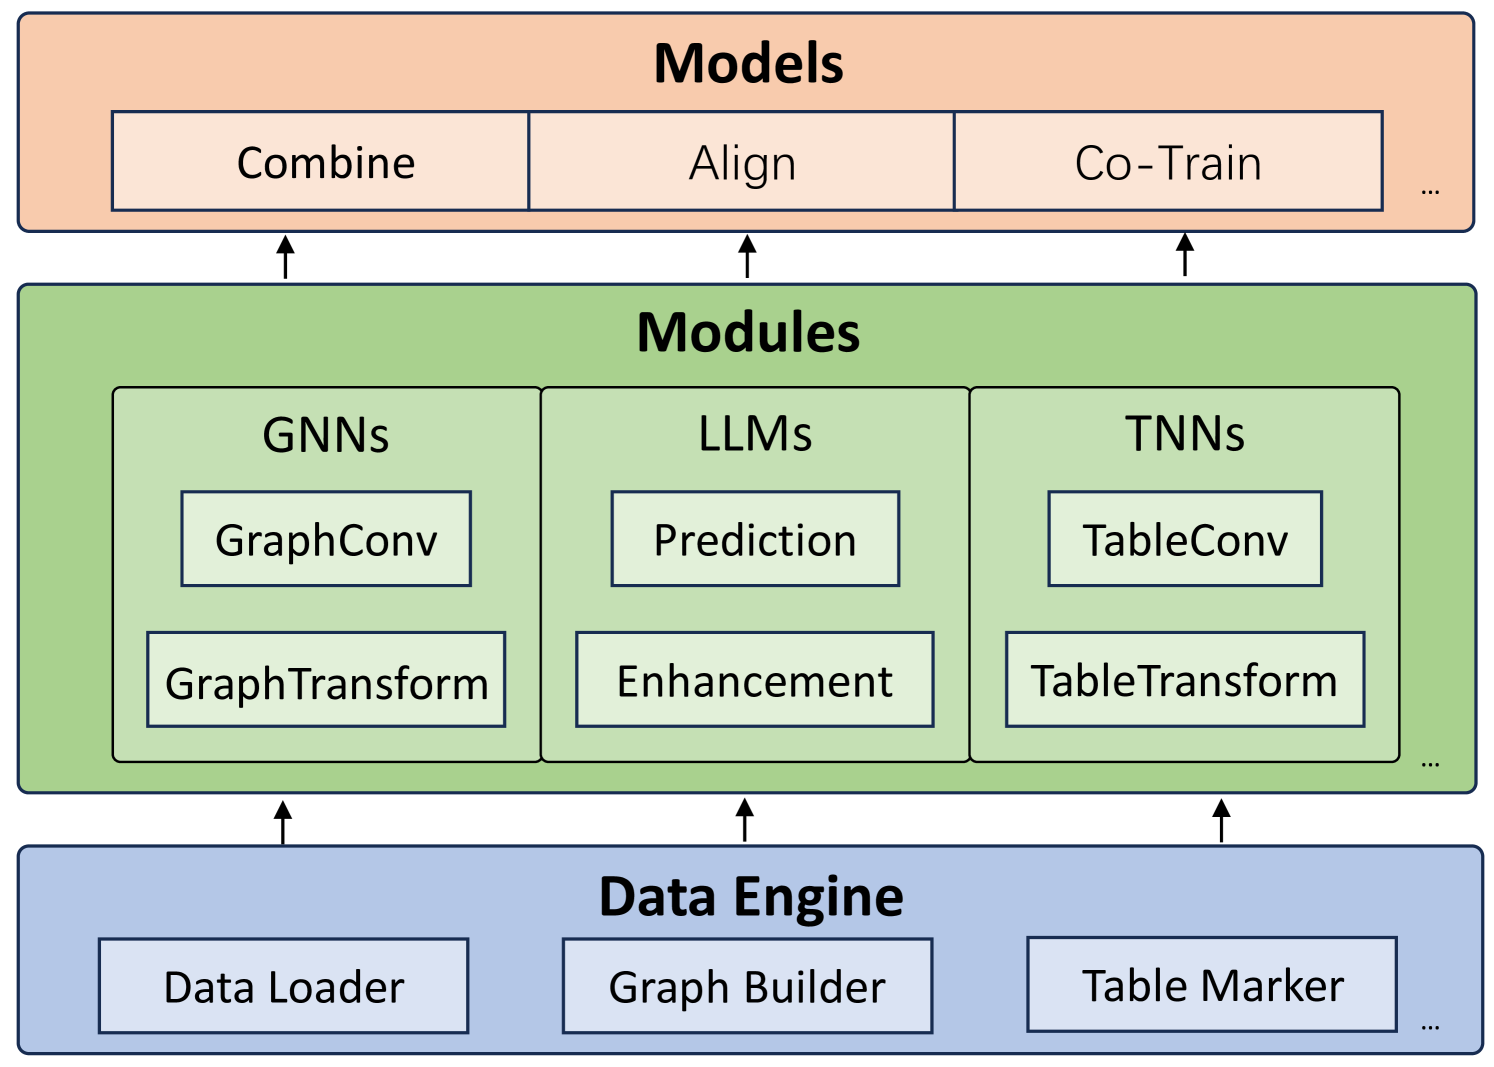 Models
Combine Align Co-Train ...
Modules
GNNs LLMs TNNs
GraphConv Prediction TableConv
GraphTransform Enhancement TableTransform
...
Data Engine
Data Loader Graph Builder Table Marker
...